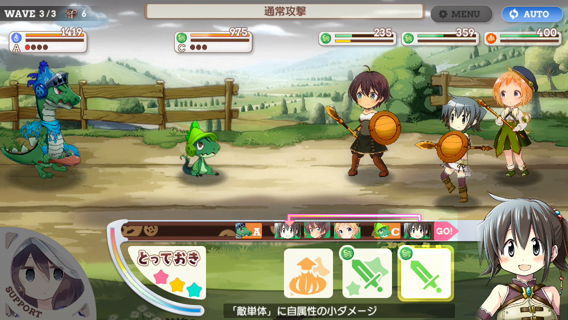 WAVE 3/3 6
通常攻撃
MENU
AUTO
1419
975
235
359
400
A
C
A
C
GO!
とっておき
SUPPORT
「敵単体」に自属性の小ダメージ